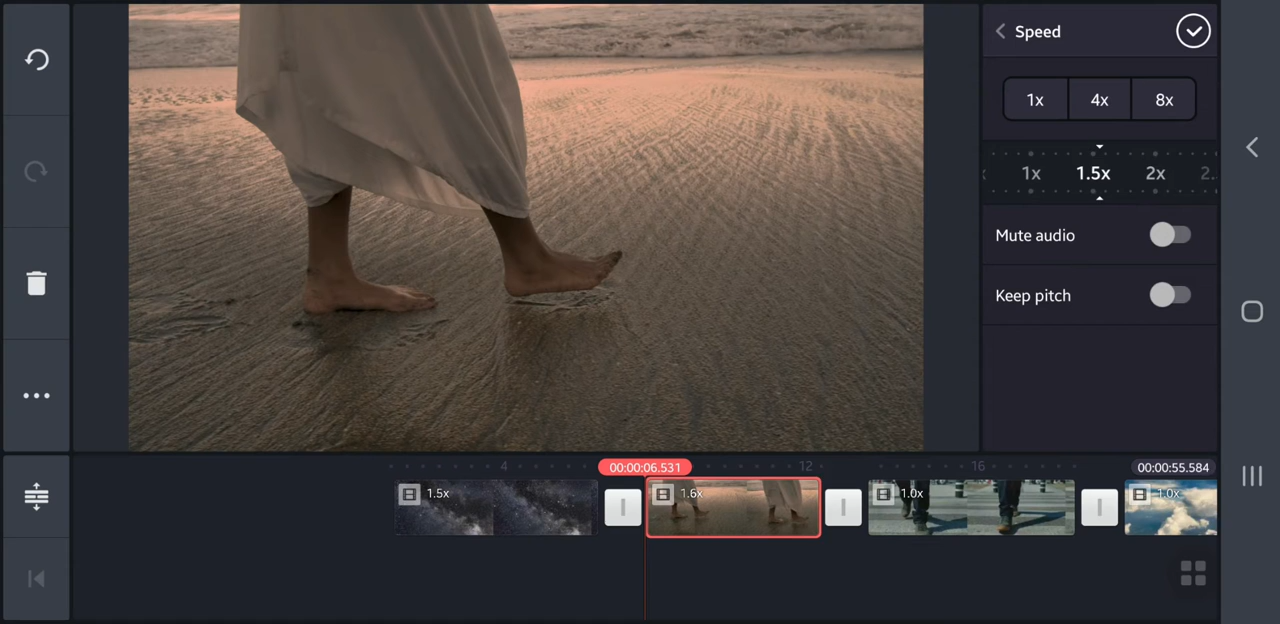 Speed
1x 4x 8x
1x 1.5x 2x 2.
Mute audio
Keep pitch
4 00:00:06.531 12 16 00:00:55.584
1.5x 1.6x 1.0x 1.0x